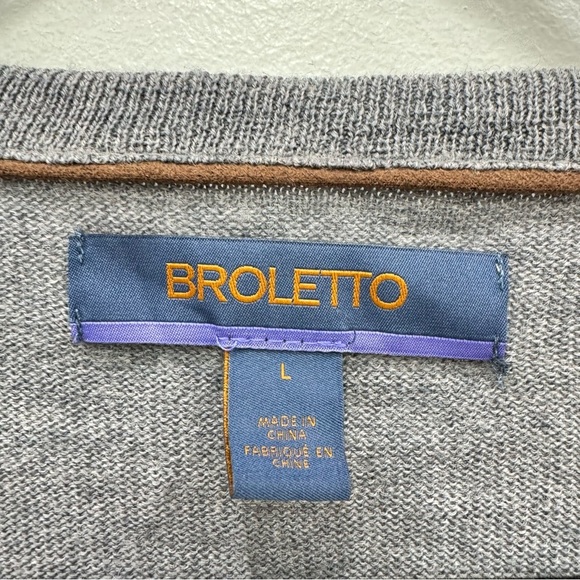 BROLETTO
L
MADE IN
CHINA
FABRIQUÉ EN
CHINE